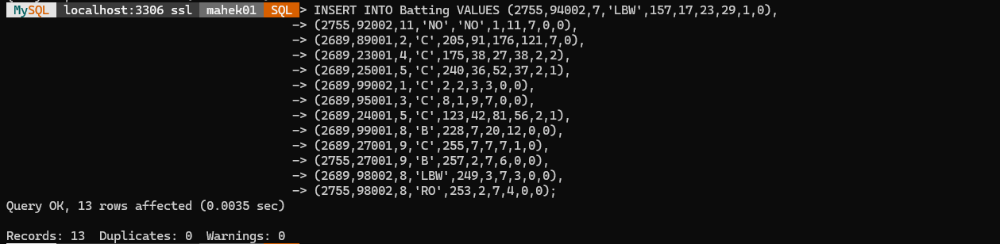 MySQL localhost:3306 ssl mahek01 SQL > INSERT INTO Batting VALUES (2755,94002,7,'LBW',157,17,23,29,1,0),
-> (2755,92002,11,'NO','NO',1,11,7,0,0),
-> (2689,89001,2,'C',205,91,176,121,7,0),
-> (2689,23001,4,'C',175,38,27,38,2,2),
-> (2689,25001,5,'C',240,36,52,37,2,1),
-> (2689,99002,1,'C',2,2,3,3,0,0),
-> (2689,95001,3,'C',8,1,9,7,0,0),
-> (2689,24001,5,'C',123,42,81,56,2,1),
-> (2689,99001,8,'B',228,7,20,12,0,0),
-> (2689,27001,9,'C',255,7,7,7,1,0),
-> (2755,27001,9,'B',257,2,7,6,0,0),
-> (2689,98002,8,'LBW',249,3,7,3,0,0),
-> (2755,98002,8,'RO',253,2,7,4,0,0);
Query OK, 13 rows affected (0.0035 sec)
Records: 13 Duplicates: 0 Warnings: 0